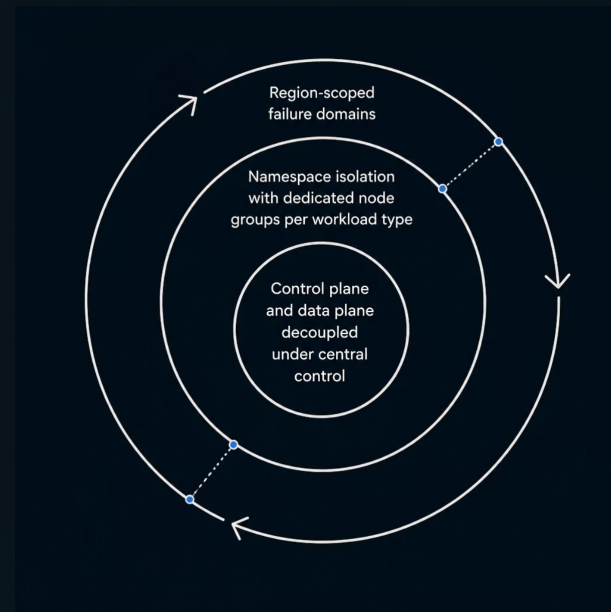 Region-scoped
failure domains
Namespace isolation
with dedicated node
groups per workload type
Control plane
and data plane
decoupled
under central
control